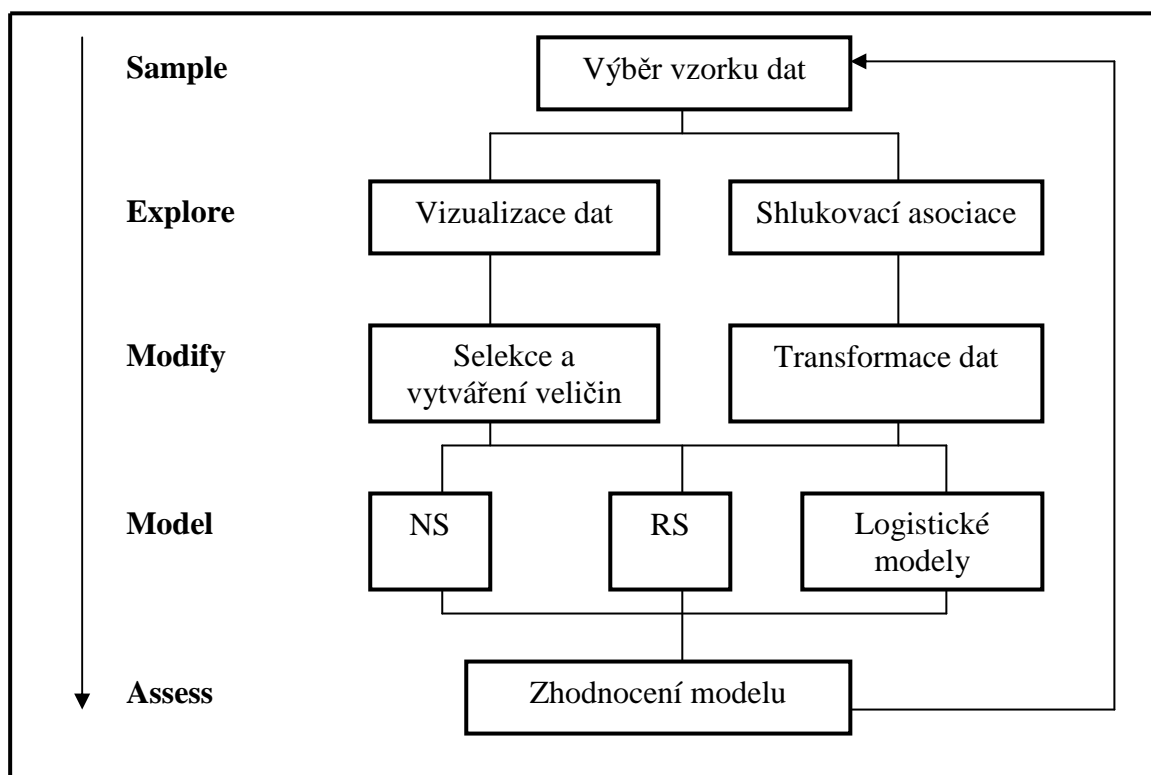 Sample
Výběr vzorku dat
Explore
Vizualizace dat
Shlukovací asociace
Modify
Selekce a
vytváření veličin
Transformace dat
Model
NS
RS
Logistické
modely
Assess
Zhodnocení modelu